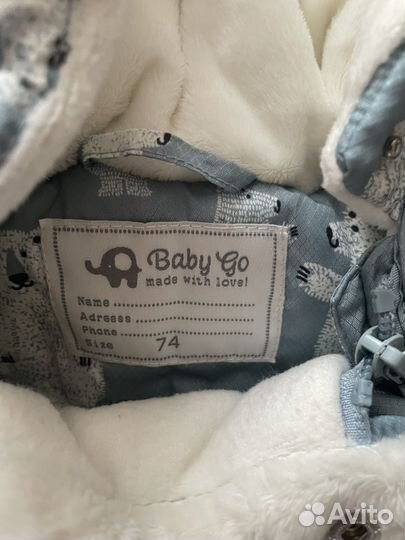 Baby Go
made with love!
Name
Adress
Phone
Size 74
Avito